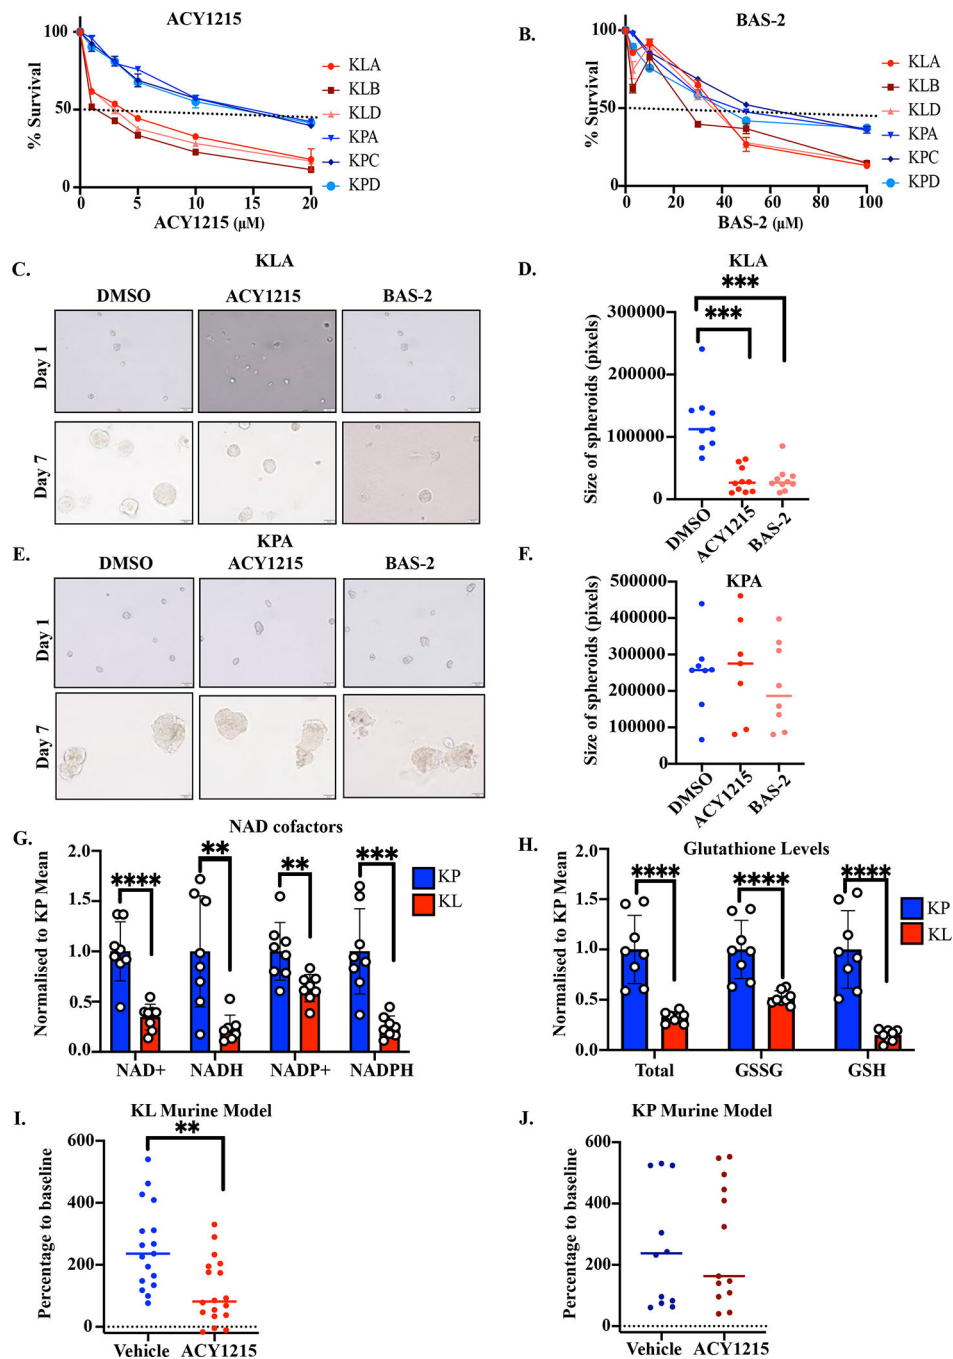 ACY1215
100
50
0
% Survival
0 5 10 15 20
ACY1215 (µM)
KLA
KLB
KLD
KPA
KPC
KPD
B.
BAS-2
100
50
0
% Survival
0 20 40 60 80 100
BAS-2 (µM)
KLA
KLB
KLD
KPA
KPC
KPD
C.
KLA
DMSO ACY1215 BAS-2
Day 1
Day 7
D.
KLA
***
***
300000
200000
100000
0
Size of spheroids (pixels)
DMSO ACY1215 BAS-2
E.
KPA
DMSO ACY1215 BAS-2
Day 1
Day 7
F.
KPA
500000
400000
300000
200000
100000
0
Size of spheroids (pixels)
DMSO ACY1215 BAS-2
G.
NAD cofactors
2.0
1.5
1.0
0.5
0.0
Normalised to KP Mean
**** ** ** ***
KP
KL
NAD+ NADH NADP+ NADPH
H.
Glutathione Levels
2.0
1.5
1.0
0.5
0.0
Normalised to KP Mean
**** **** ****
KP
KL
Total GSSG GSH
I.
KL Murine Model
**
600
400
200
0
Percentage to baseline
Vehicle ACY1215
J.
KP Murine Model
600
400
200
0
Percentage to baseline
Vehicle ACY1215